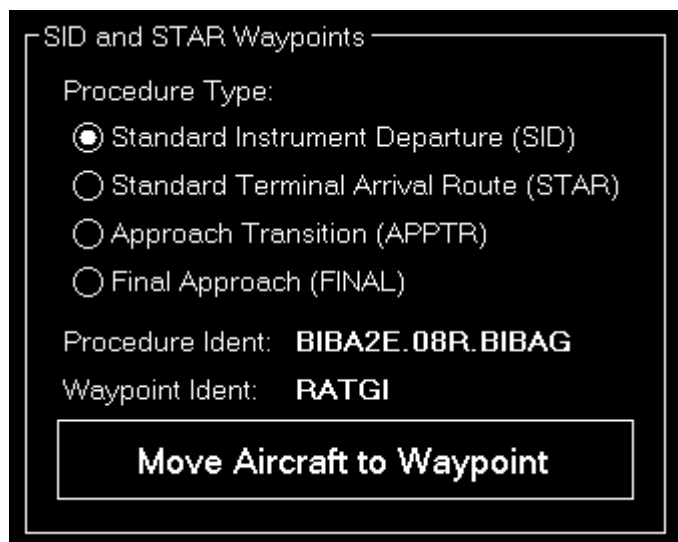 SID and STAR Waypoints
Procedure Type:
Standard Instrument Departure (SID)
Standard Terminal Arrival Route (STAR)
Approach Transition (APPTR)
Final Approach (FINAL)
Procedure Ident: BIBA2E.08R.BIBAG
Waypoint Ident: RATGI
Move Aircraft to Waypoint